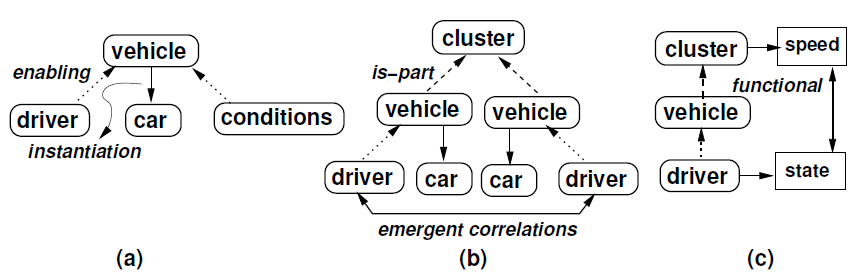 vehicle
enabling
driver
car
conditions
instantiation
(a)
cluster
is-part
vehicle
vehicle
driver
car
car
driver
emergent correlations
(b)
cluster
speed
functional
vehicle
driver
state
(c)